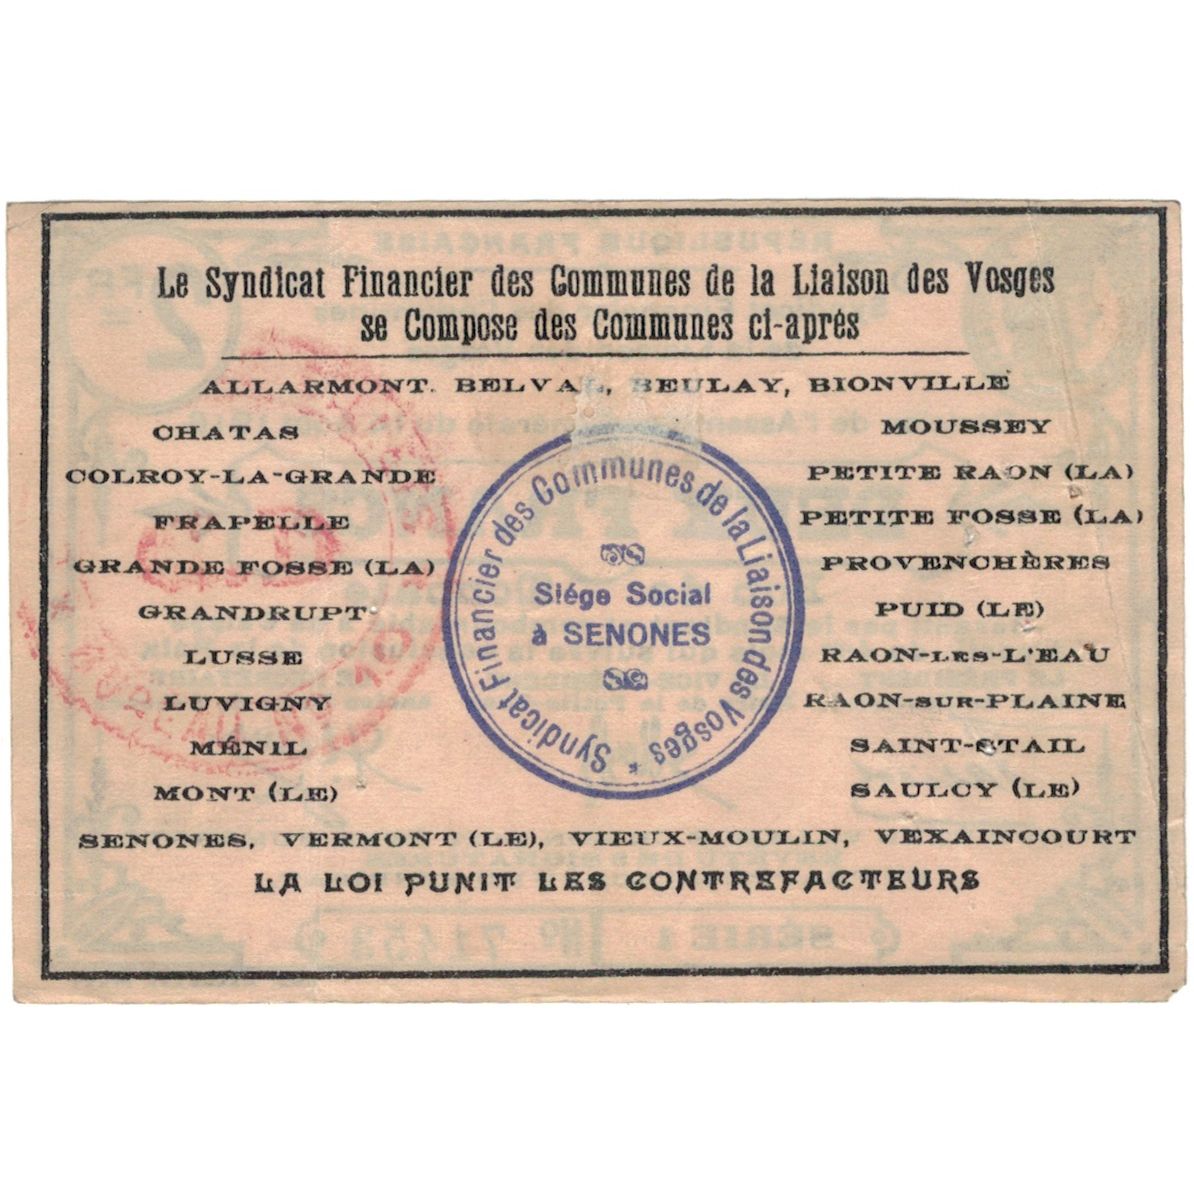 Le Syndicat Financier des Communes de la Liaison des Vosges
se Compose des Communes ci-aprés
ALLARMONT. BELVAL, BEULAY, BIONVILLE
CHATAS
COLROY-LA-GRANDE
FRAPELLE
GRANDE FOSSE (LA)
GRANDRUPT
LUSSE
LUVIGNY
MÉNIL
MONT (LE)
Syndicat Financier des Communes de la Liaison des Vosges *
Siége Social
à SENONES
MOUSSEY
PETITE RAON (LA)
PETITE FOSSE (LA)
PROVENCHÈRES
PUID (LE)
RAON-LES-L'EAU
RAON-SUR-PLAINE
SAINT-STAIL
SAULCY (LE)
SENONES, VERMONT (LE), VIEUX-MOULIN, VEXAINCOURT
LA LOI PUNIT LES CONTREFACTEURS